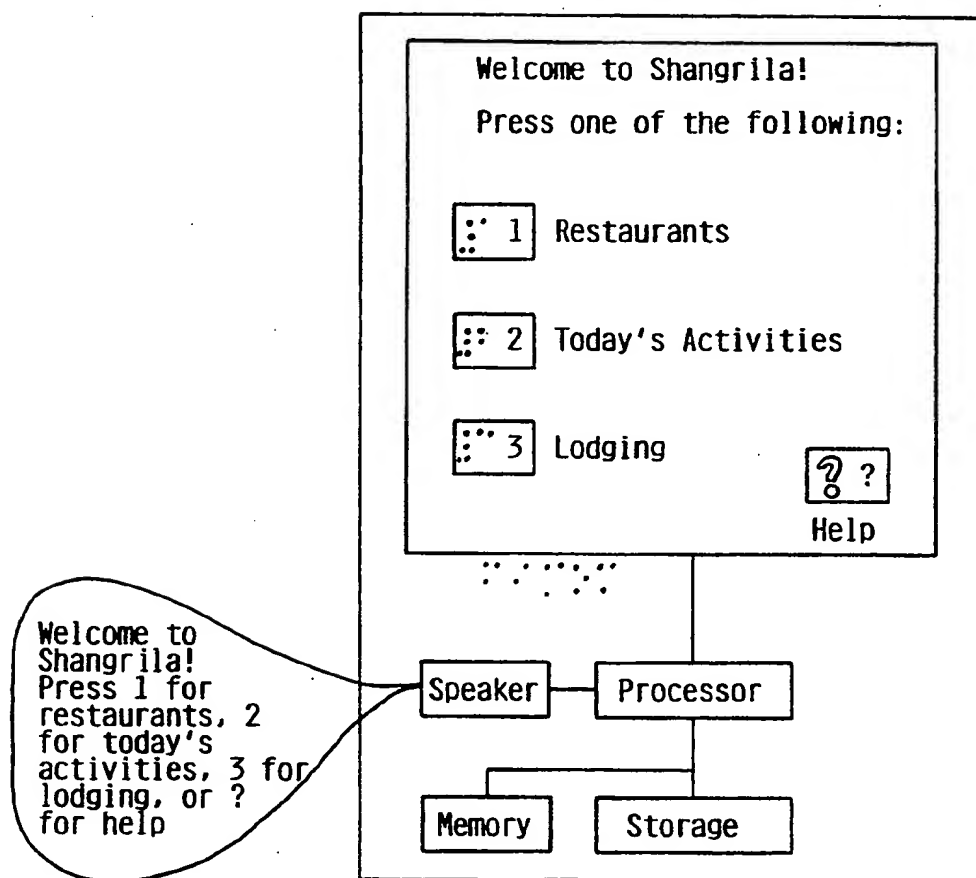 Welcome to Shangrila!
Press one of the following:
1 Restaurants
2 Today's Activities
3 Lodging
?
Help
Welcome to
Shangrila!
Press 1 for
restaurants, 2
for today's
activities, 3 for
lodging, or ?
for help
Speaker
Processor
Memory
Storage